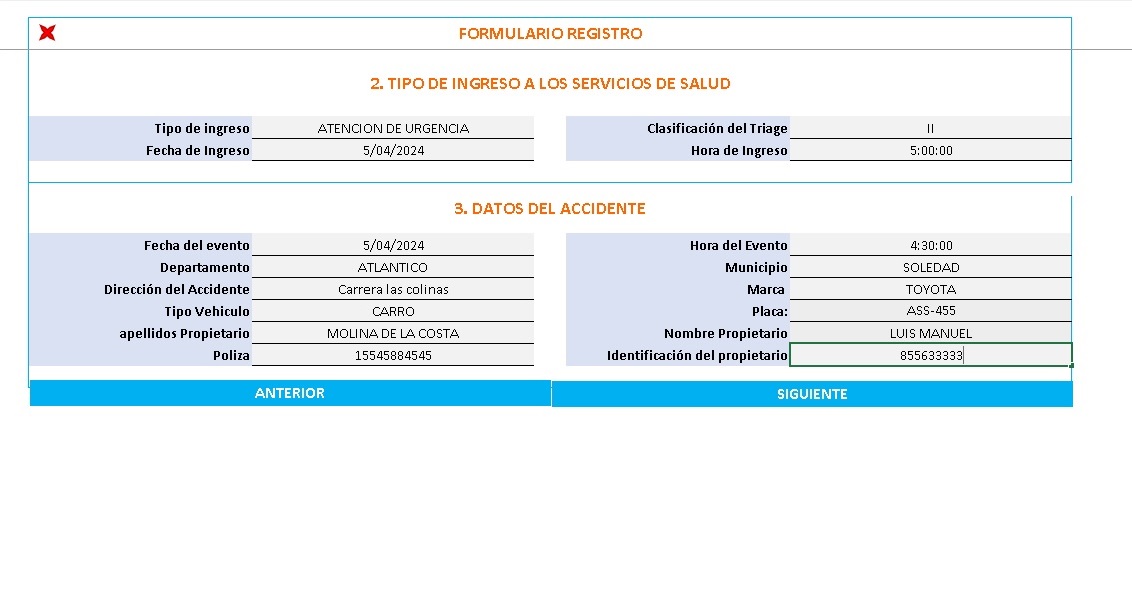 FORMULARIO REGISTRO
2. TIPO DE INGRESO A LOS SERVICIOS DE SALUD
Tipo de ingreso ATENCION DE URGENCIA Clasificación del Triage II
Fecha de Ingreso 5/04/2024 Hora de Ingreso 5:00:00
3. DATOS DEL ACCIDENTE
Fecha del evento 5/04/2024 Hora del Evento 4:30:00
Departamento ATLANTICO Municipio SOLEDAD
Dirección del Accidente Carrera las colinas Marca TOYOTA
Tipo Vehiculo CARRO Placa: ASS-455
apellidos Propietario MOLINA DE LA COSTA Nombre Propietario LUIS MANUEL
Poliza 15545884545 Identificación del propietario 855633333
ANTERIOR SIGUIENTE